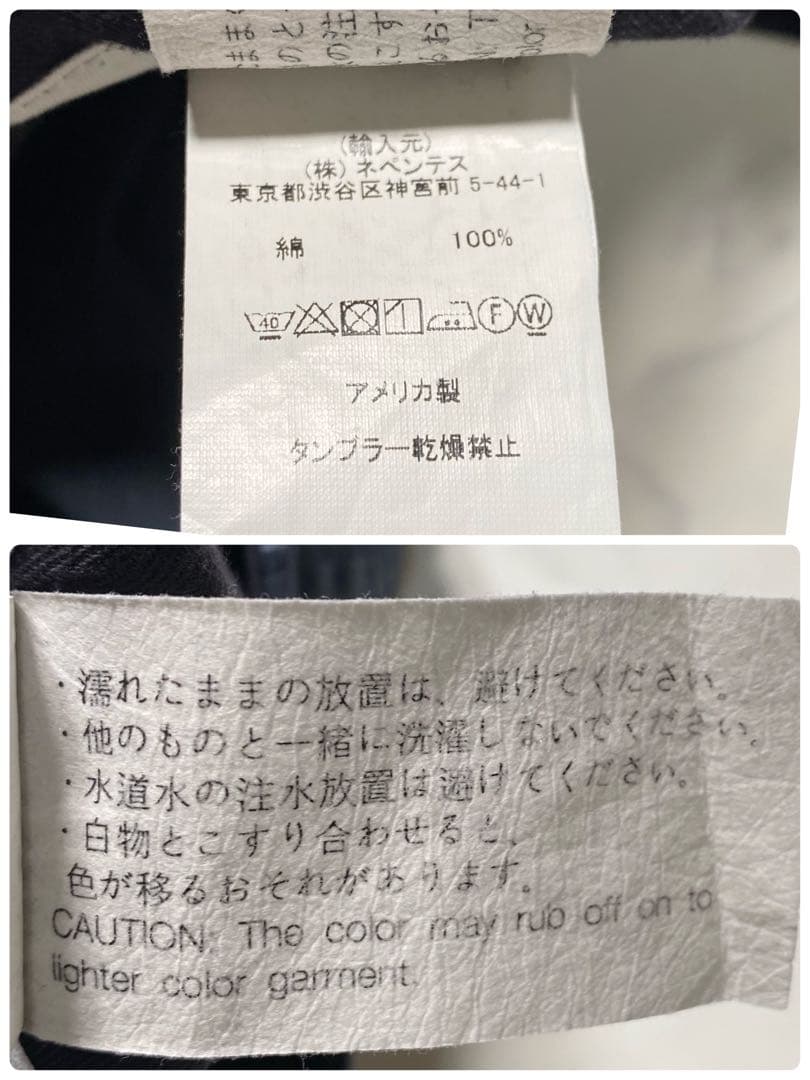 (輸入元)
(株) ネペンテス
東京都渋谷区神宮前 5-44-1
綿 100%
40 F W
アメリカ製
タンブラー乾燥禁止
・濡れたままの放置は、避けてください。
・他のものと一緒に洗濯しないでください。
・水道水の注水放置は避けてください。
・白物とこすり合わせると、
色が移るおそれがあります。
CAUTION: The color may rub off on to
lighter color garment.